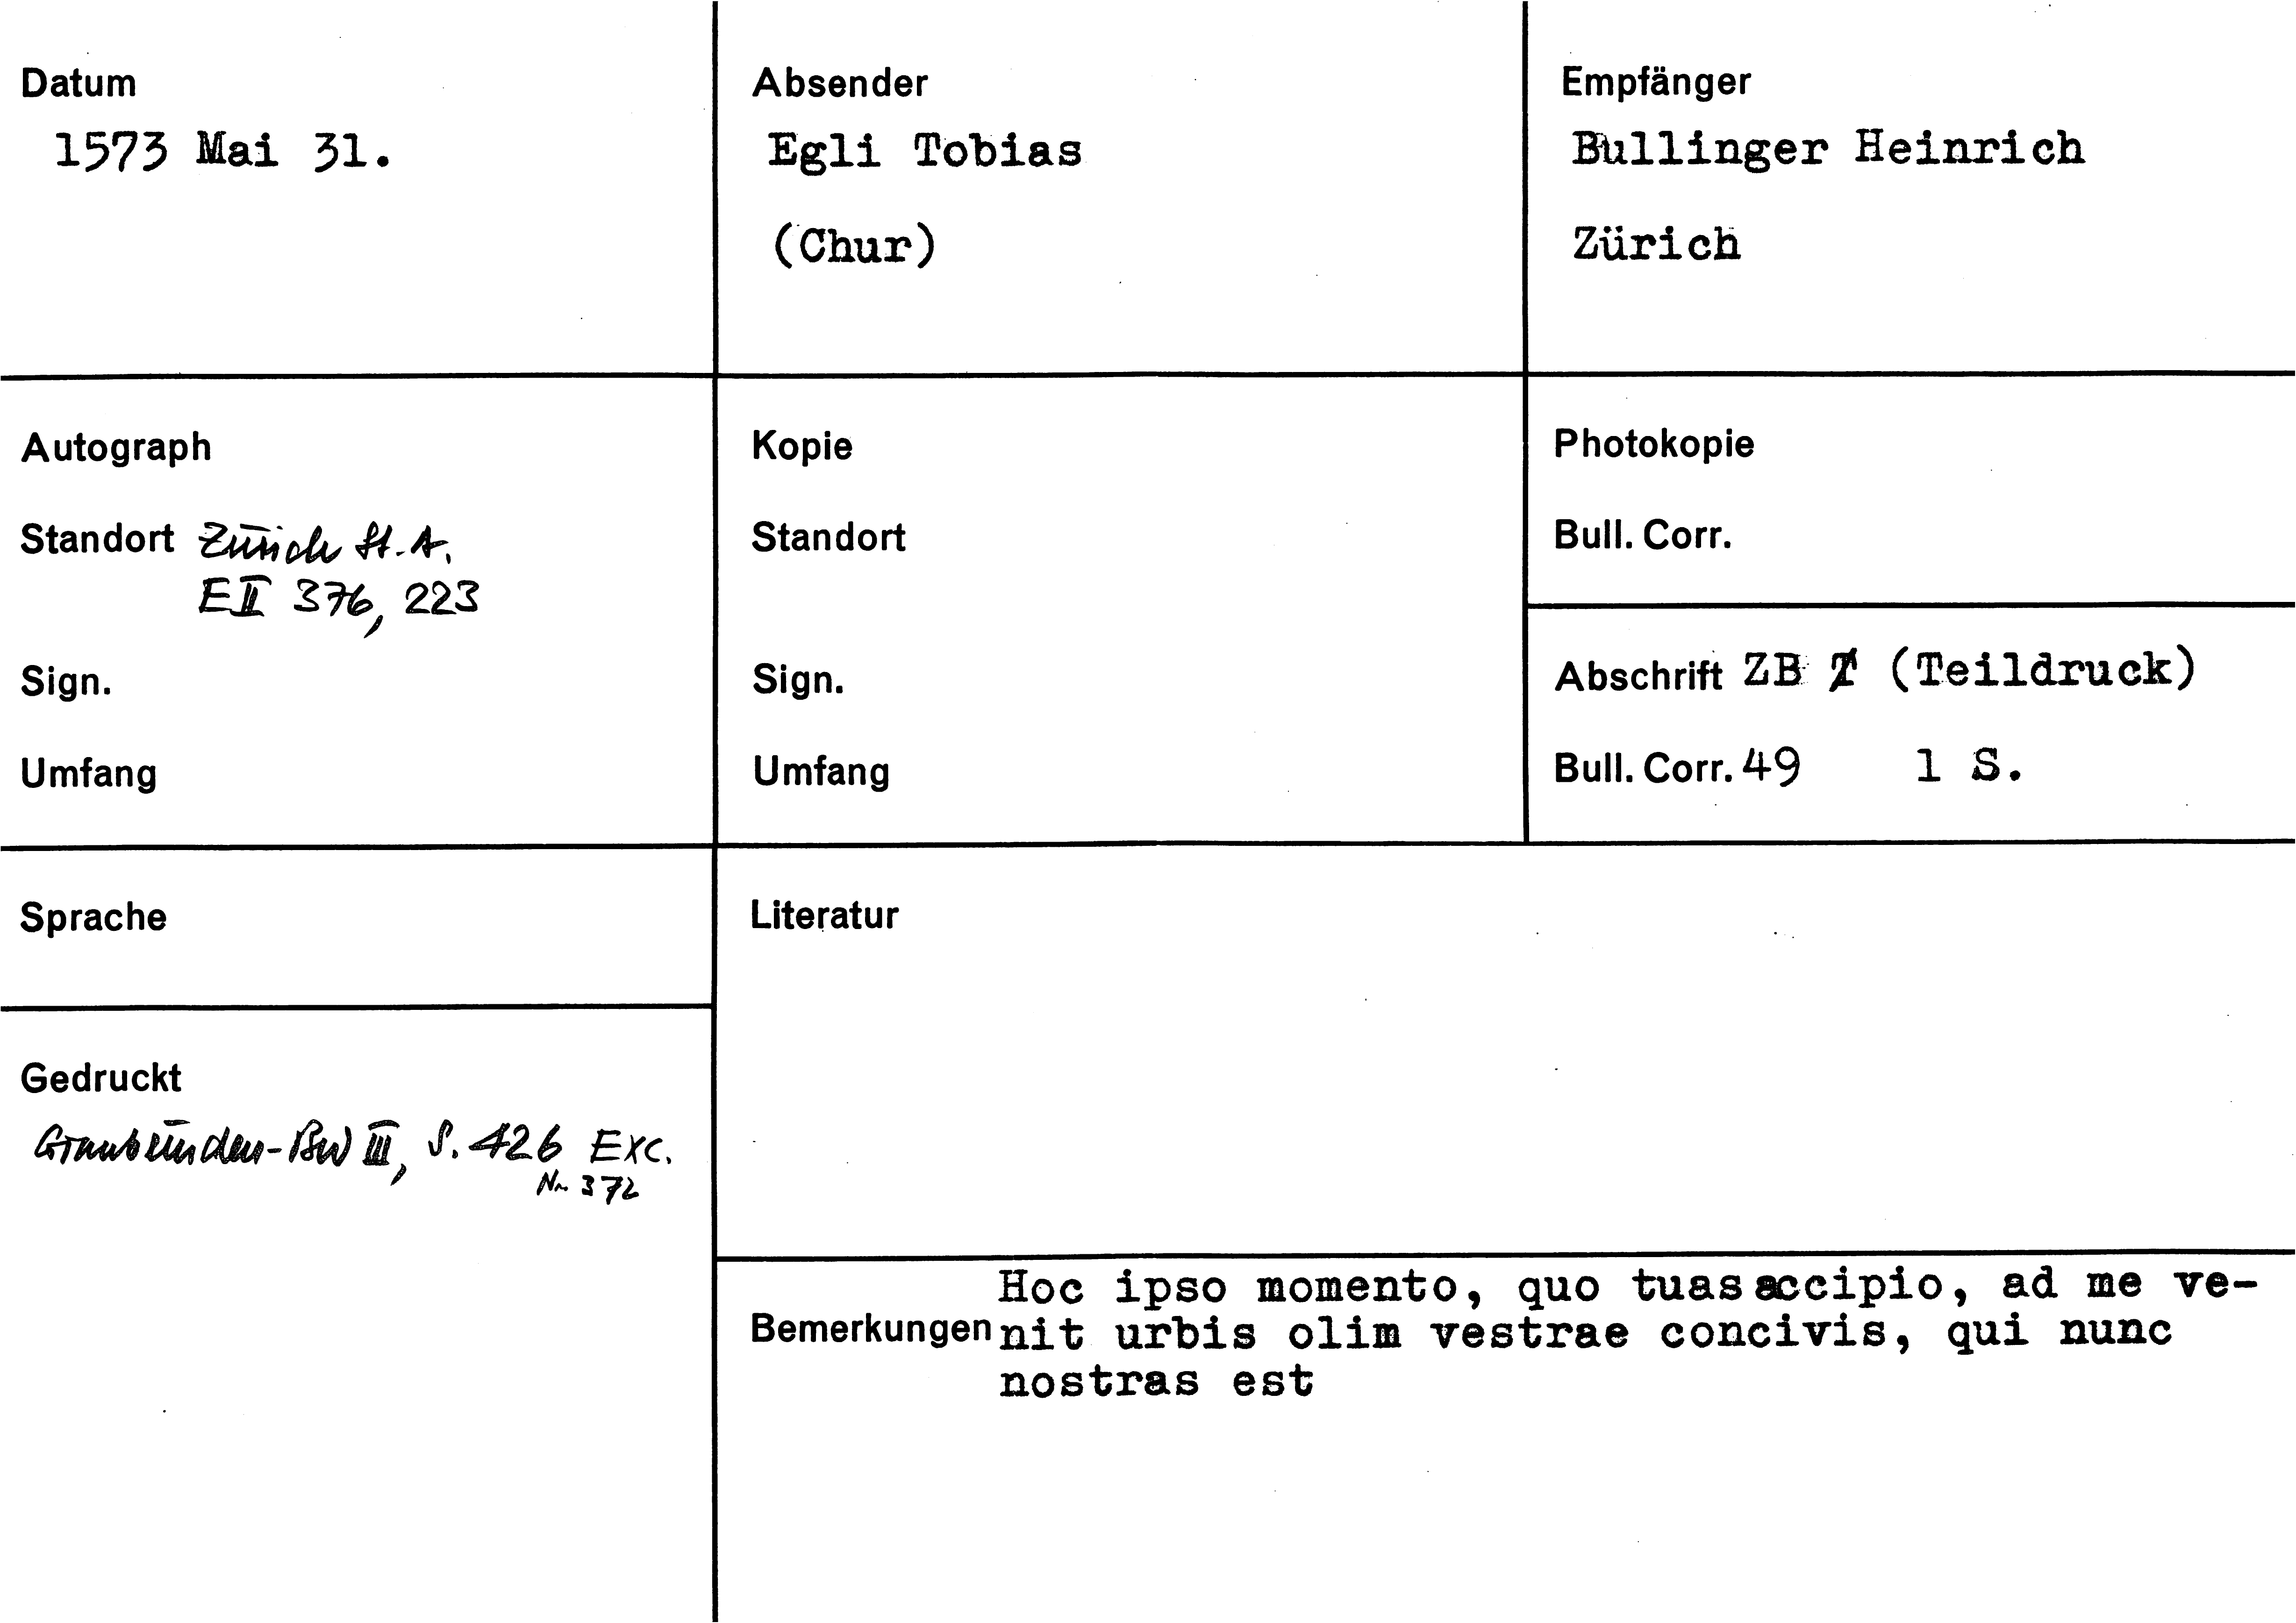 Datum
1573 Mai 31.
Absender
Egli Tobias
(Chur)
Empfänger
Bullinger Heinrich
Zürich
Autograph
Standort Zürich St.A.
EII 376, 223
Sign.
Umfang
Kopie
Standort
Sign.
Umfang
Photokopie
Bull. Corr.
Abschrift ZB (Teildruck)
Bull. Corr. 49 1 S.
Sprache
Gedruckt
Graubünden-BW III, S. 426 Exc.
Nr. 372
Literatur
Bemerkungen
Hoc ipso momento, quo tuas accipio, ad me ve-
nit urbis olim vestrae concivis, qui nunc
nostras est